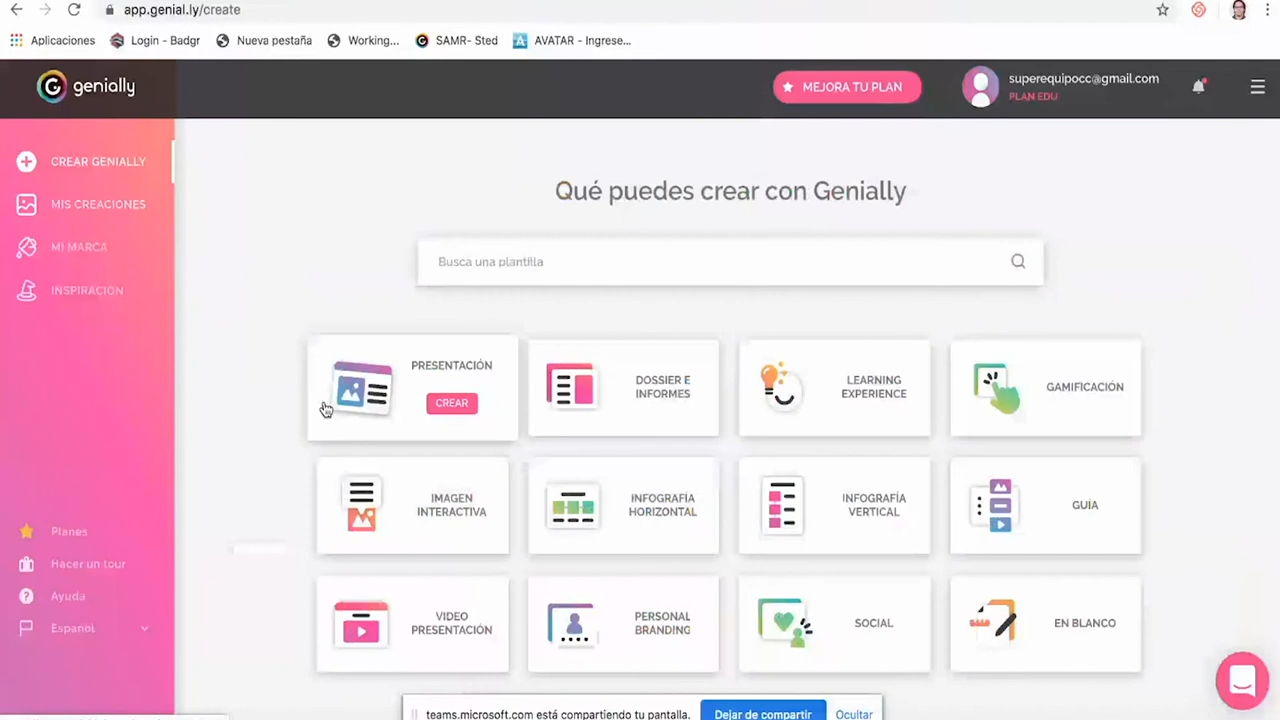 app.genial.ly/create
Aplicaciones
Login - Badgr
Nueva pestaña
Working...
SAMR- Sted
AVATAR - Ingrese...
genially
MEJORA TU PLAN
superequipocc@gmail.com
PLAN EDU
CREAR GENIALLY
MIS CREACIONES
MI MARCA
INSPIRACIÓN
Planes
Hacer un tour
Ayuda
Español
Qué puedes crear con Genially
Busca una plantilla
PRESENTACIÓN
CREAR
DOSSIER E
INFORMES
LEARNING
EXPERIENCE
GAMIFICACIÓN
IMAGEN
INTERACTIVA
INFOGRAFÍA
HORIZONTAL
INFOGRAFÍA
VERTICAL
GUÍA
VIDEO
PRESENTACIÓN
PERSONAL
BRANDING
SOCIAL
EN BLANCO
teams.microsoft.com está compartiendo tu pantalla.
Dejar de compartir
Ocultar